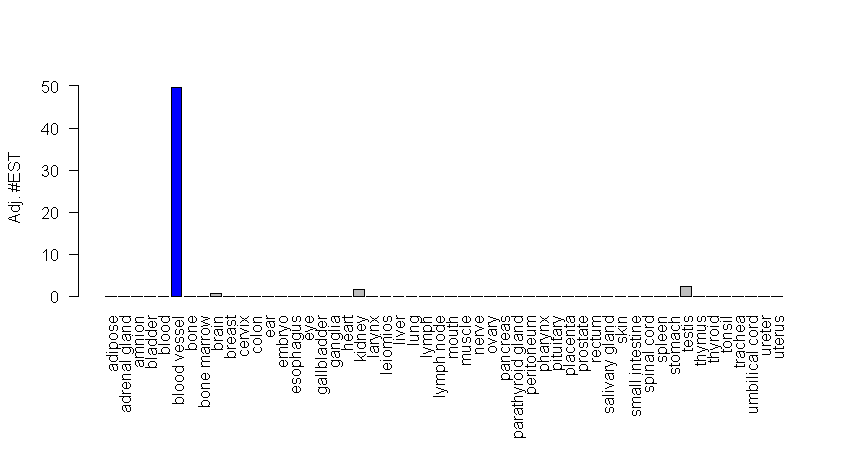 50
40
30
20
10
0
Adj. #EST
adipose
adrenal gland
amnion
bladder
blood
blood vessel
bone
bone marrow
brain
breast
cervix
colon
ear
embryo
esophagus
eye
gallbladder
ganglia
heart
kidney
larynx
leiomios
liver
lung
lymph
lymph node
mouth
muscle
nerve
ovary
pancreas
parathyroid gland
peritoneum
pharynx
pituitary
placenta
prostate
rectum
salivary gland
skin
small intestine
spinal cord
spleen
stomach
testis
thymus
thyroid
tonsil
trachea
umbilical cord
ureter
uterus